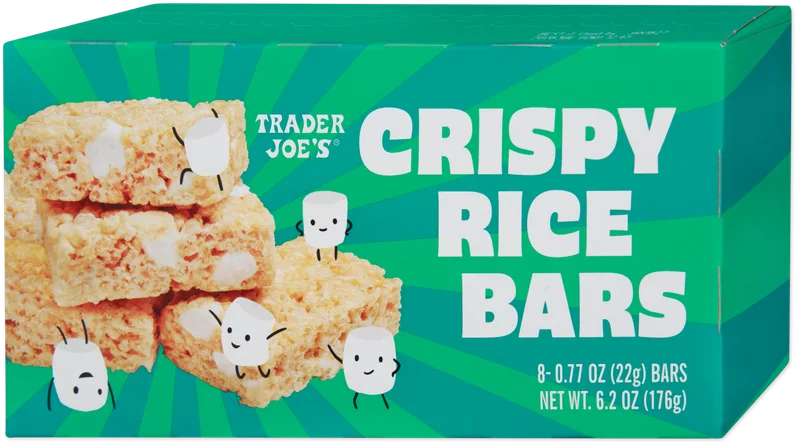 TRADER
JOE'S®
CRISPY
RICE
BARS
8- 0.77 OZ (22g) BARS
NET WT. 6.2 OZ (176g)